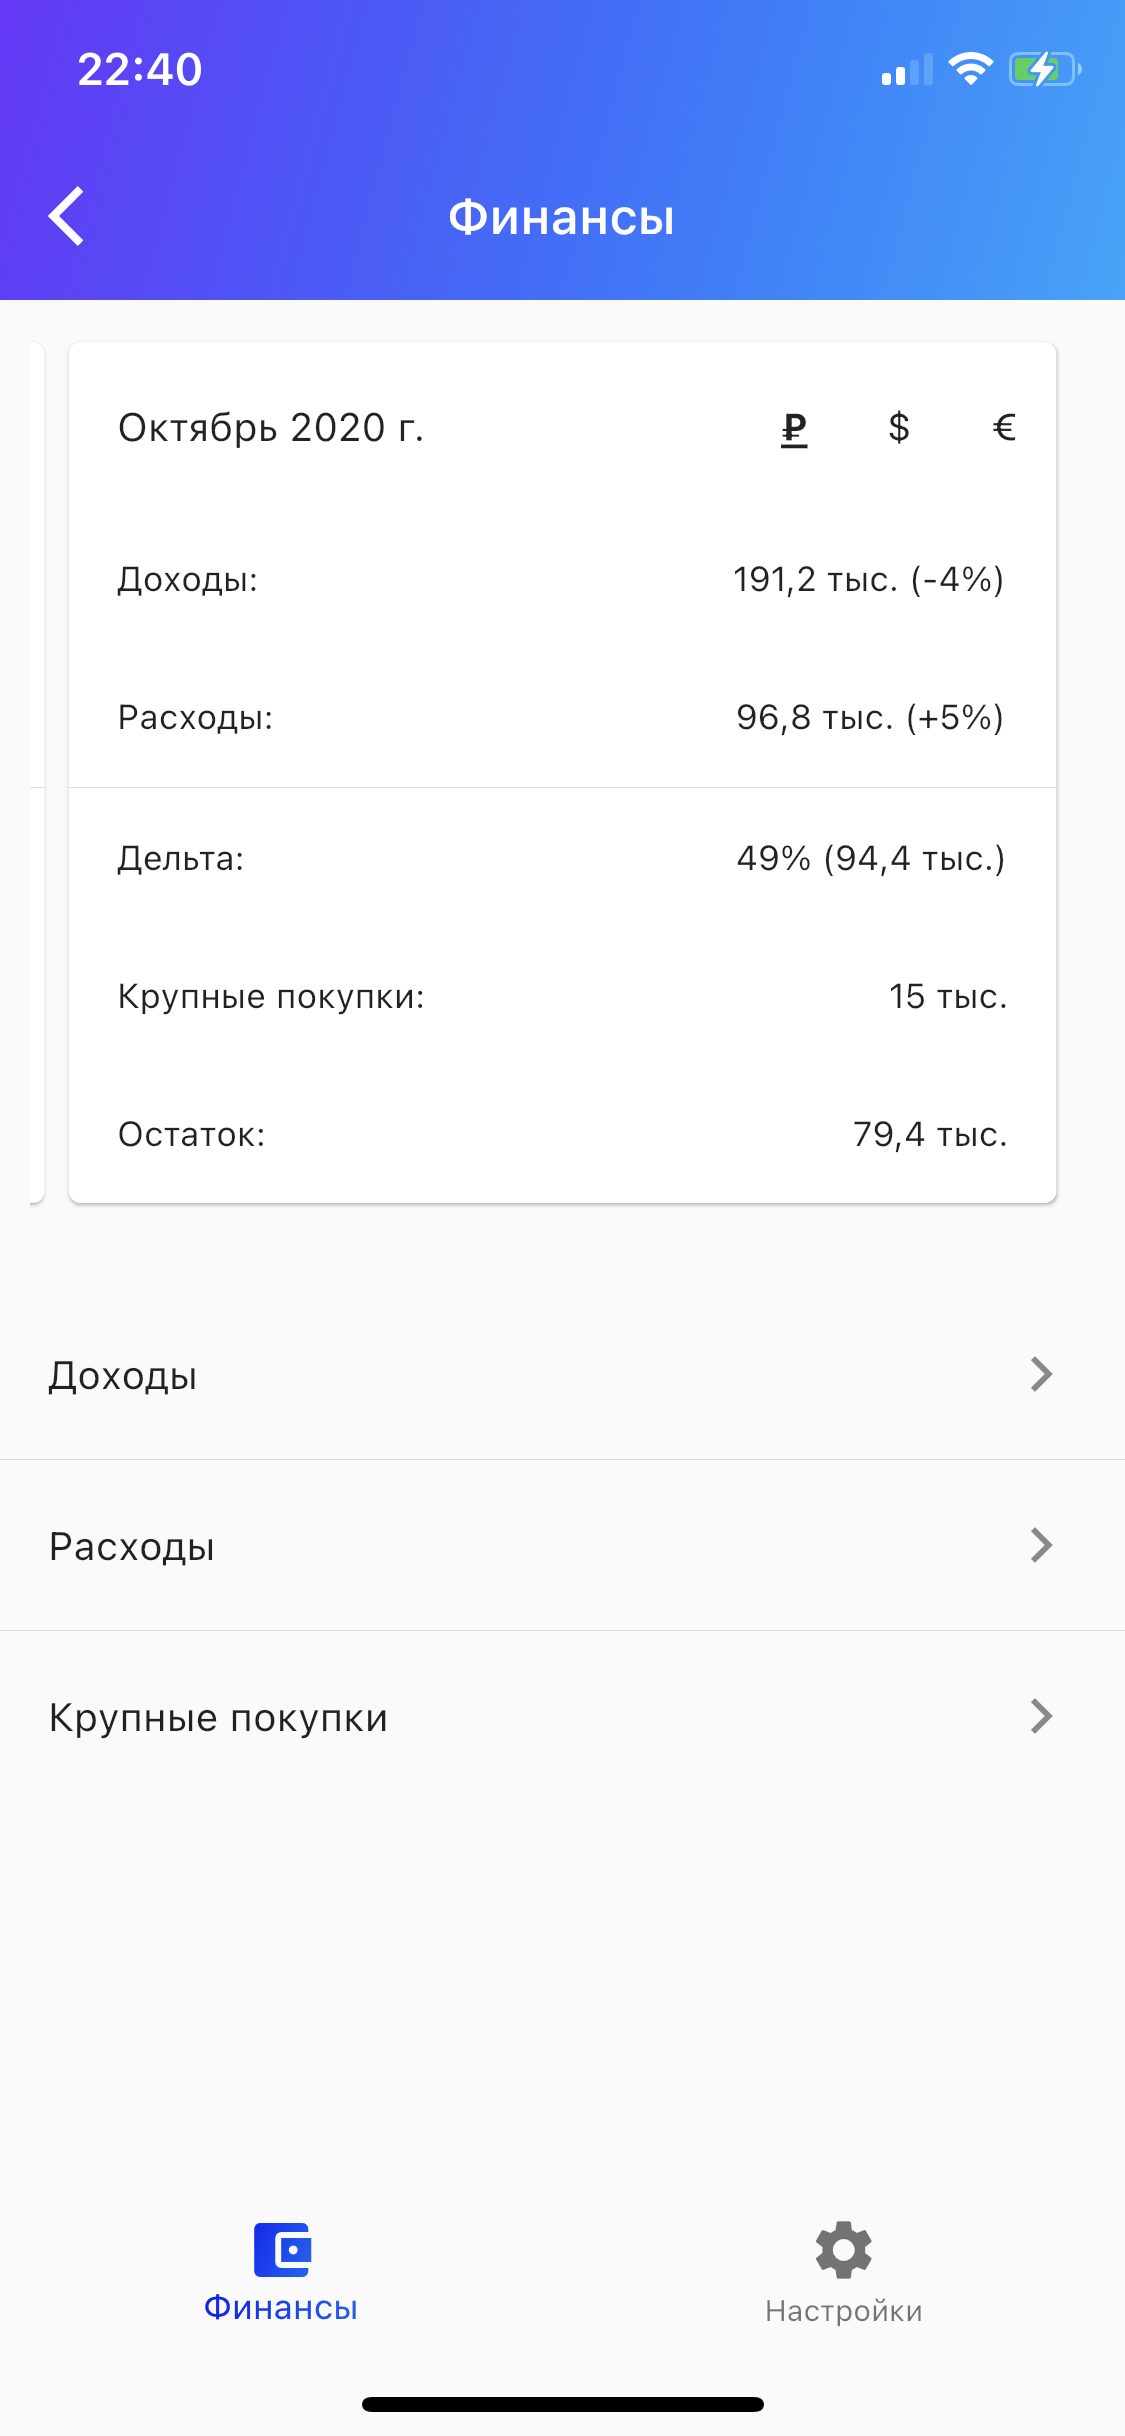 22:40
Финансы
Октябрь 2020 г. ₽ $ €
Доходы: 191,2 тыс. (-4%)
Расходы: 96,8 тыс. (+5%)
Дельта: 49% (94,4 тыс.)
Крупные покупки: 15 тыс.
Остаток: 79,4 тыс.
Доходы
Расходы
Крупные покупки
Финансы Настройки